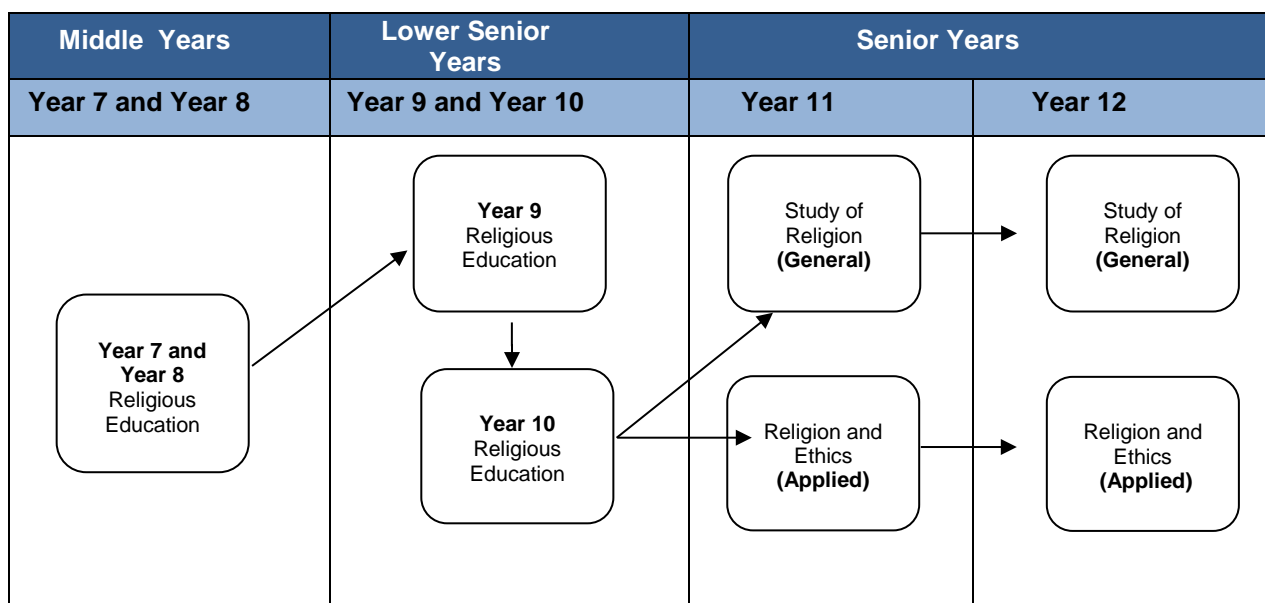 Middle Years
Lower Senior
Years
Senior Years
Year 7 and Year 8
Year 9 and Year 10
Year 11
Year 12
Year 7 and
Year 8
Religious
Education
Year 9
Religious
Education
Year 10
Religious
Education
Study of
Religion
(General)
Religion and
Ethics
(Applied)
Study of
Religion
(General)
Religion and
Ethics
(Applied)